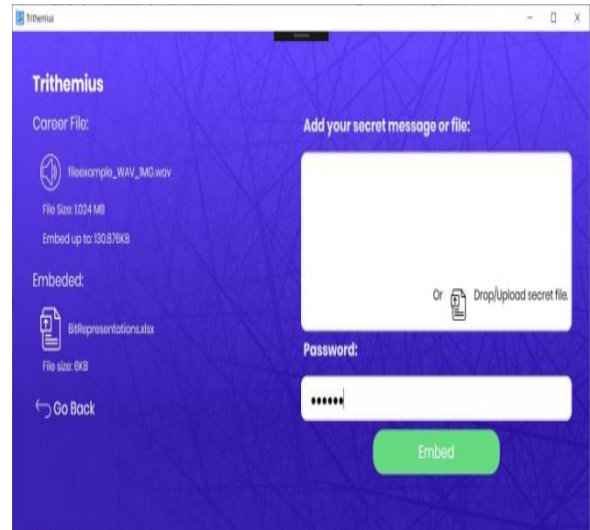 Trithemius
Trithemius
Career File:
fileexample_WAV_1MG.wav
File Size: 1.024 MB
Embed up to: 130.876KB
Embeded:
BitRepresentations.xlsx
File size: 6KB
Go Back
Add your secret message or file:
Or Drop/Upload secret file.
Password:
••••••
Embed